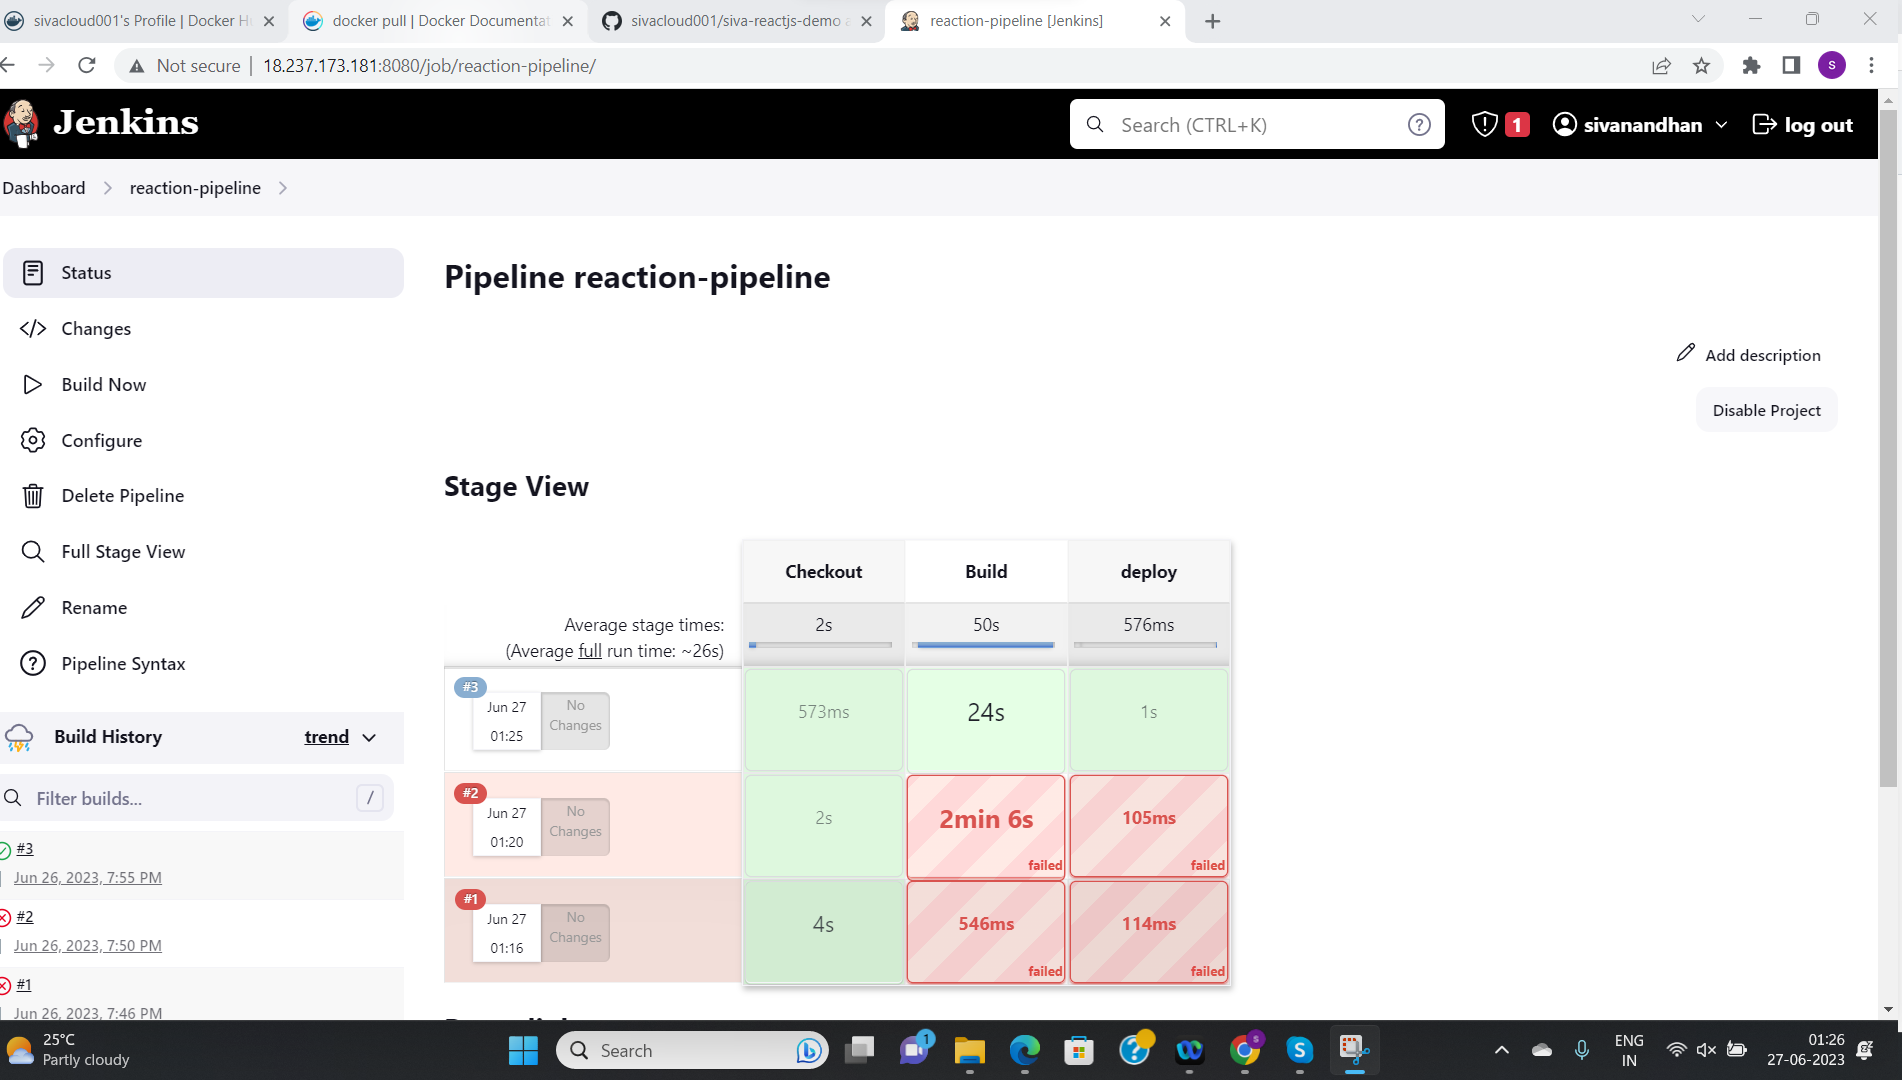 sivacloud001's Profile | Docker H
docker pull | Docker Documentat
sivacloud001/siva-reactjs-demo a
reaction-pipeline [Jenkins]
Not secure | 18.237.173.181:8080/job/reaction-pipeline/
s
Jenkins
Search (CTRL+K)
1
sivanandhan
log out
Dashboard
reaction-pipeline
Status
Changes
Build Now
Configure
Delete Pipeline
Full Stage View
Rename
Pipeline Syntax
Build History
trend
Filter builds...
/
#3
Jun 26, 2023, 7:55 PM
#2
Jun 26, 2023, 7:50 PM
#1
Jun 26, 2023, 7:46 PM
Pipeline reaction-pipeline
Add description
Disable Project
Stage View
Checkout
Build
deploy
Average stage times:
(Average full run time: ~26s)
2s
50s
576ms
#3
Jun 27
01:25
No
Changes
573ms
24s
1s
#2
Jun 27
01:20
No
Changes
2s
2min 6s
failed
105ms
failed
#1
Jun 27
01:16
No
Changes
4s
546ms
failed
114ms
failed
25°C
Partly cloudy
Search
1
s
S
ENG
IN
01:26
27-06-2023